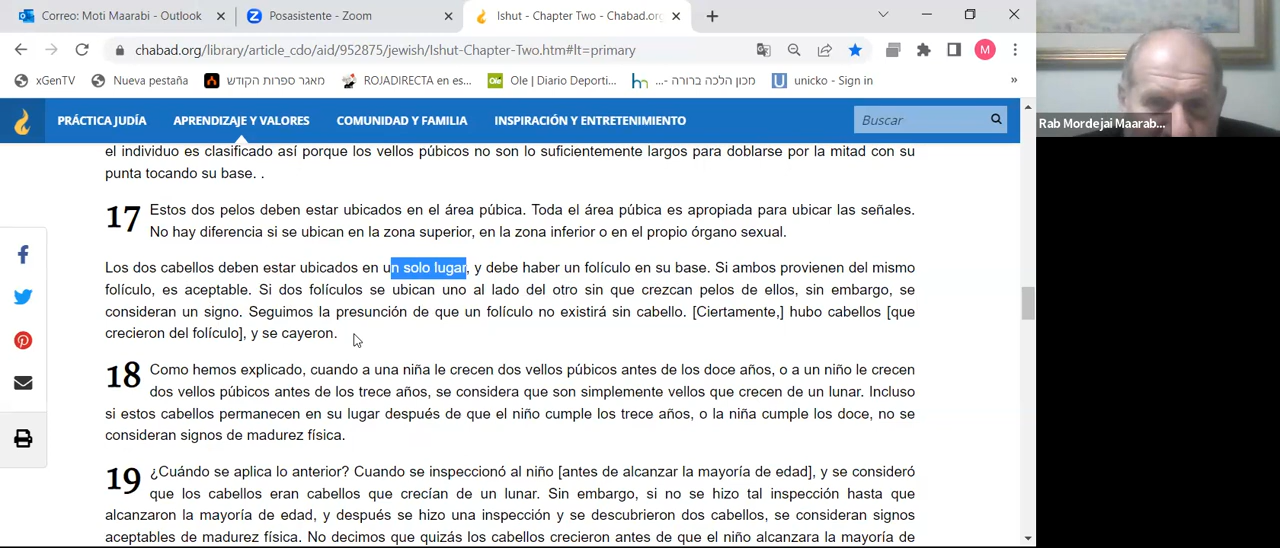 Correo: Moti Maarabi - Outlook
Posasistente - Zoom
Ishut - Chapter Two - Chabad.org
chabad.org/library/article_cdo/aid/952875/jewish/Ishut-Chapter-Two.htm#lt=primary
M
xGenTV
Nueva pestaña
מאגר ספרות הקודש
ROJADIRECTA en es...
Ole | Diario Deporti...
מכון הלכה ברורה -...
unicko - Sign in
»
PRÁCTICA JUDÍA
APRENDIZAJE Y VALORES
COMUNIDAD Y FAMILIA
INSPIRACIÓN Y ENTRETENIMIENTO
Buscar
Rab Mordejai Maarab...
el individuo es clasificado así porque los vellos púbicos no son lo suficientemente largos para doblarse por la mitad con su
punta tocando su base. .
17 Estos dos pelos deben estar ubicados en el área púbica. Toda el área púbica es apropiada para ubicar las señales.
No hay diferencia si se ubican en la zona superior, en la zona inferior o en el propio órgano sexual.
Los dos cabellos deben estar ubicados en un solo lugar, y debe haber un folículo en su base. Si ambos provienen del mismo
folículo, es aceptable. Si dos folículos se ubican uno al lado del otro sin que crezcan pelos de ellos, sin embargo, se
consideran un signo. Seguimos la presunción de que un folículo no existirá sin cabello. [Ciertamente,] hubo cabellos [que
crecieron del folículo], y se cayeron.
18 Como hemos explicado, cuando a una niña le crecen dos vellos púbicos antes de los doce años, o a un niño le crecen
dos vellos púbicos antes de los trece años, se considera que son simplemente vellos que crecen de un lunar. Incluso
si estos cabellos permanecen en su lugar después de que el niño cumple los trece años, o la niña cumple los doce, no se
consideran signos de madurez física.
19 ¿Cuándo se aplica lo anterior? Cuando se inspeccionó al niño [antes de alcanzar la mayoría de edad], y se consideró
que los cabellos eran cabellos que crecían de un lunar. Sin embargo, si no se hizo tal inspección hasta que
alcanzaron la mayoría de edad, y después se hizo una inspección y se descubrieron dos cabellos, se consideran signos
aceptables de madurez física. No decimos que quizás los cabellos crecieron antes de que el niño alcanzara la mayoría de